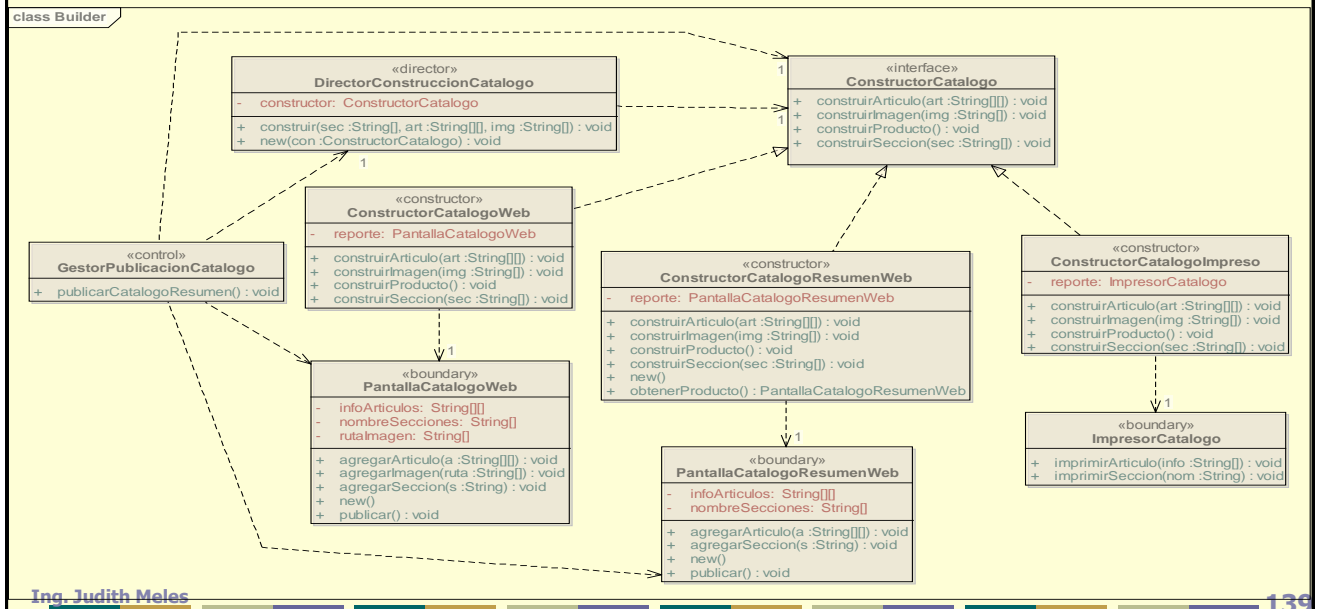 class Builder
«director»
DirectorConstruccionCatalogo
- constructor: ConstructorCatalogo
+ construir(sec :String[], art :String[][], img :String[]) : void
+ new(con :ConstructorCatalogo) : void
1
«interface»
ConstructorCatalogo
+ construirArticulo(art :String[][]) : void
+ construirImagen(img :String[]) : void
+ construirProducto() : void
+ construirSeccion(sec :String[]) : void
1
1
«constructor»
ConstructorCatalogoWeb
- reporte: PantallaCatalogoWeb
+ construirArticulo(art :String[][]) : void
+ construirImagen(img :String[]) : void
+ construirProducto() : void
+ construirSeccion(sec :String[]) : void
«control»
GestorPublicacionCatalogo
+ publicarCatalogoResumen() : void
«constructor»
ConstructorCatalogoResumenWeb
- reporte: PantallaCatalogoResumenWeb
+ construirArticulo(art :String[][]) : void
+ construirImagen(img :String[]) : void
+ construirProducto() : void
+ construirSeccion(sec :String[]) : void
+ new()
+ obtenerProducto() : PantallaCatalogoResumenWeb
«constructor»
ConstructorCatalogoImpreso
- reporte: ImpresorCatalogo
+ construirArticulo(art :String[][]) : void
+ construirImagen(img :String[]) : void
+ construirProducto() : void
+ construirSeccion(sec :String[]) : void
1
«boundary»
PantallaCatalogoWeb
- infoArticulos: String[][]
- nombreSecciones: String[]
- rutaImagen: String[]
+ agregarArticulo(a :String[][]) : void
+ agregarImagen(ruta :String[]) : void
+ agregarSeccion(s :String) : void
+ new()
+ publicar() : void
1
«boundary»
PantallaCatalogoResumenWeb
- infoArticulos: String[][]
- nombreSecciones: String[]
+ agregarArticulo(a :String[][]) : void
+ agregarSeccion(s :String) : void
+ new()
+ publicar() : void
1
«boundary»
ImpresorCatalogo
+ imprimirArticulo(info :String[]) : void
+ imprimirSeccion(nom :String) : void
Ing. Judith Meles
139